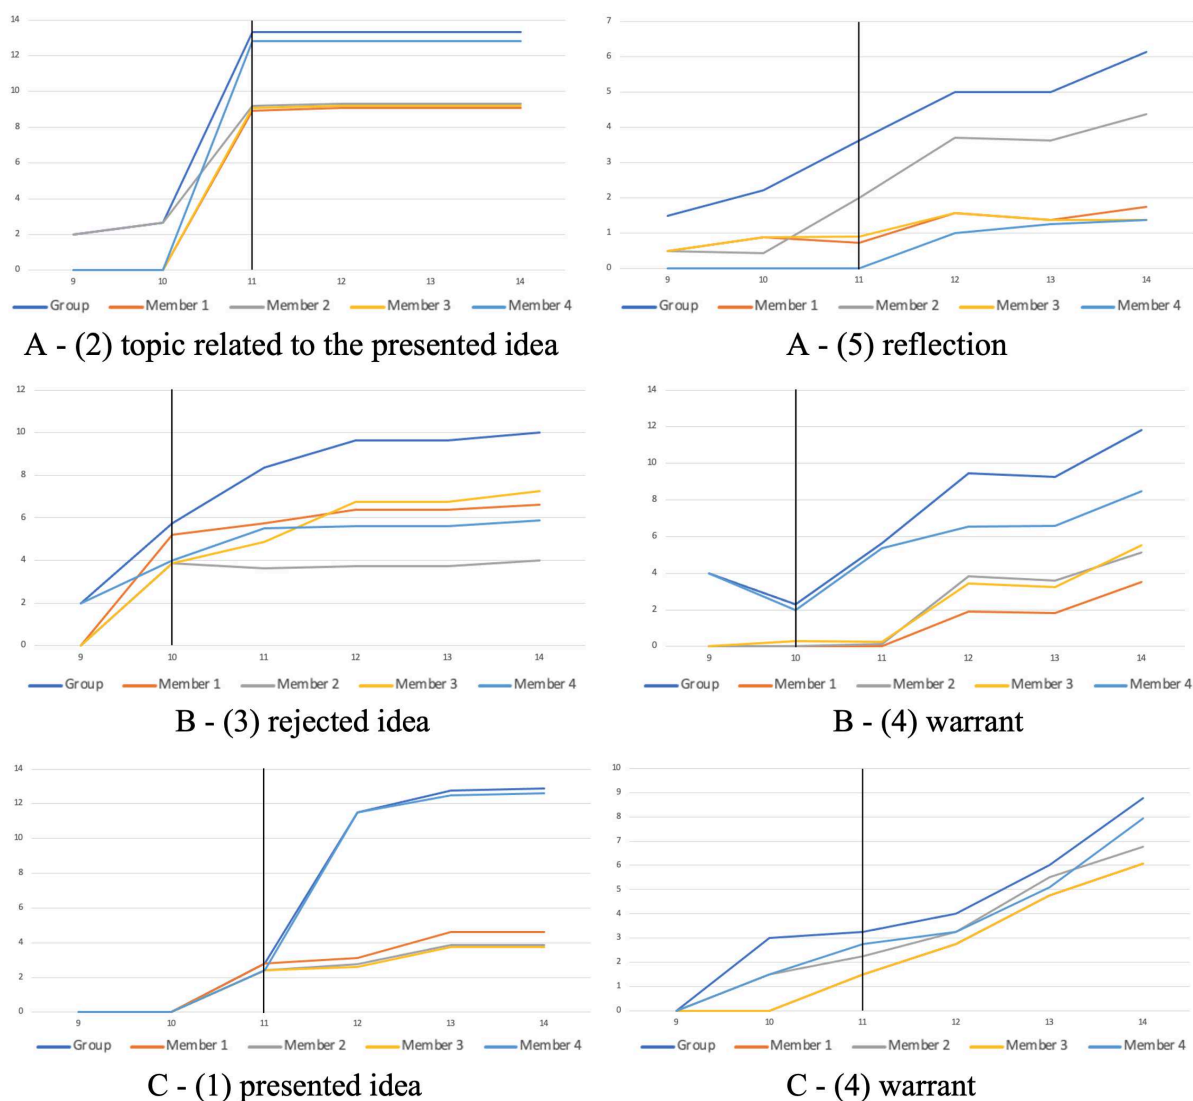 14
12
10
8
6
4
2
0
9 10 11 12 13 14
Group Member 1 Member 2 Member 3 Member 4
A - (2) topic related to the presented idea
7
6
5
4
3
2
1
0
9 10 11 12 13 14
Group Member 1 Member 2 Member 3 Member 4
A - (5) reflection
12
10
8
6
4
2
0
9 10 11 12 13 14
Group Member 1 Member 2 Member 3 Member 4
B - (3) rejected idea
14
12
10
8
6
4
2
0
9 10 11 12 13 14
Group Member 1 Member 2 Member 3 Member 4
B - (4) warrant
14
12
10
8
6
4
2
0
9 10 11 12 13 14
Group Member 1 Member 2 Member 3 Member 4
C - (1) presented idea
10
9
8
7
6
5
4
3
2
1
0
9 10 11 12 13 14
Group Member 1 Member 2 Member 3 Member 4
C - (4) warrant